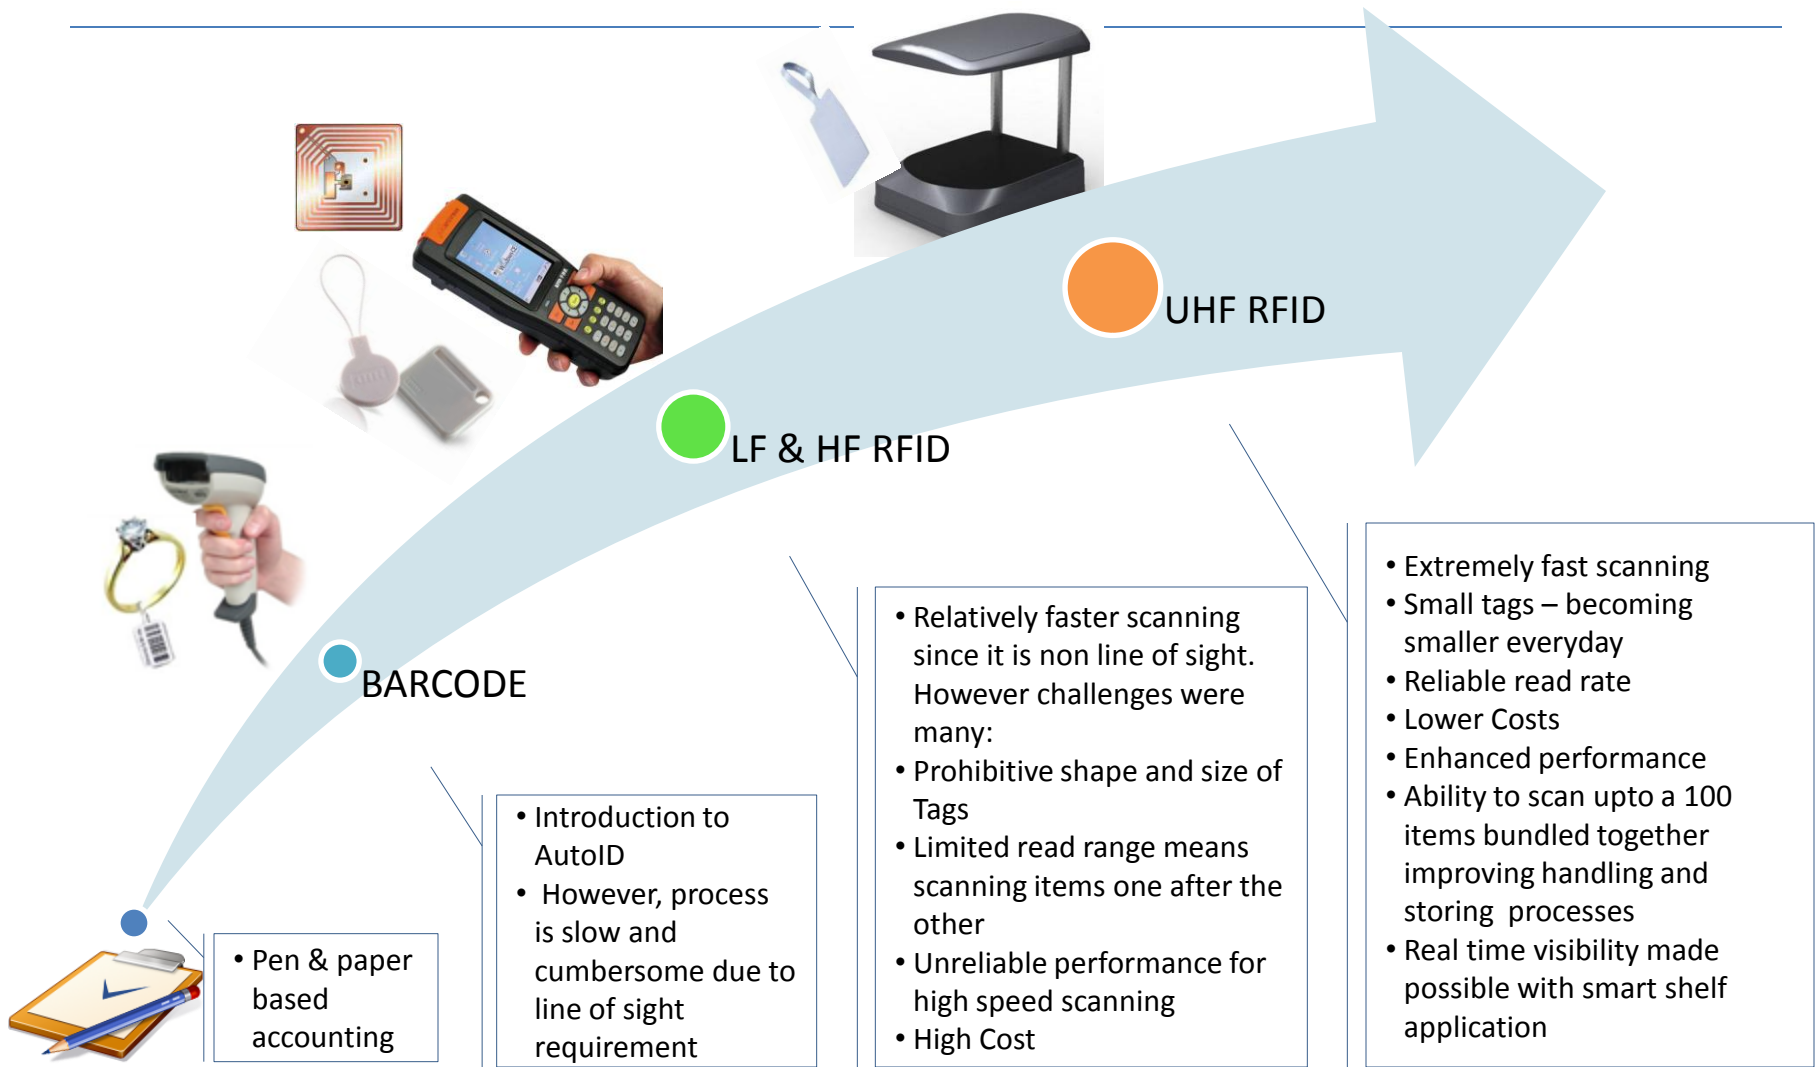 UHF RFID
LF & HF RFID
BARCODE
• Pen & paper
based
accounting
• Introduction to
AutoID
• However, process
is slow and
cumbersome due to
line of sight
requirement
• Relatively faster scanning
since it is non line of sight.
However challenges were
many:
• Prohibitive shape and size of
Tags
• Limited read range means
scanning items one after the
other
• Unreliable performance for
high speed scanning
• High Cost
• Extremely fast scanning
• Small tags – becoming
smaller everyday
• Reliable read rate
• Lower Costs
• Enhanced performance
• Ability to scan upto a 100
items bundled together
improving handling and
storing processes
• Real time visibility made
possible with smart shelf
application